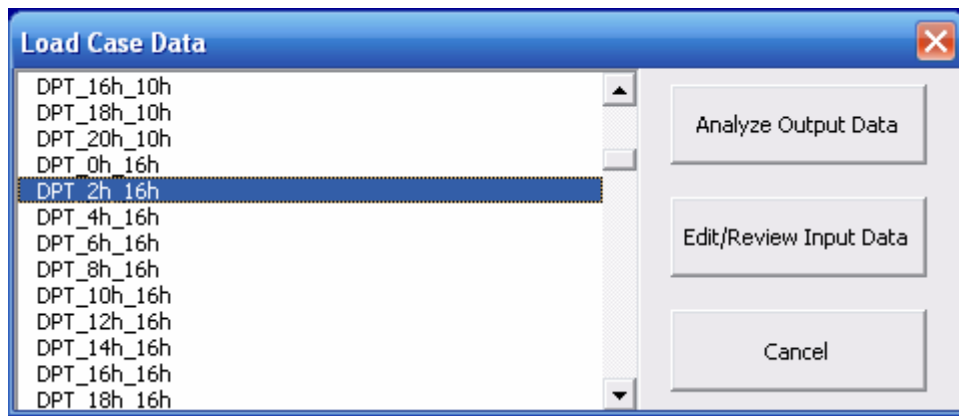 Load Case Data
DPT_16h_10h
DPT_18h_10h
DPT_20h_10h
DPT_0h_16h
DPT_2h_16h
DPT_4h_16h
DPT_6h_16h
DPT_8h_16h
DPT_10h_16h
DPT_12h_16h
DPT_14h_16h
DPT_16h_16h
DPT_18h_16h
Analyze Output Data
Edit/Review Input Data
Cancel